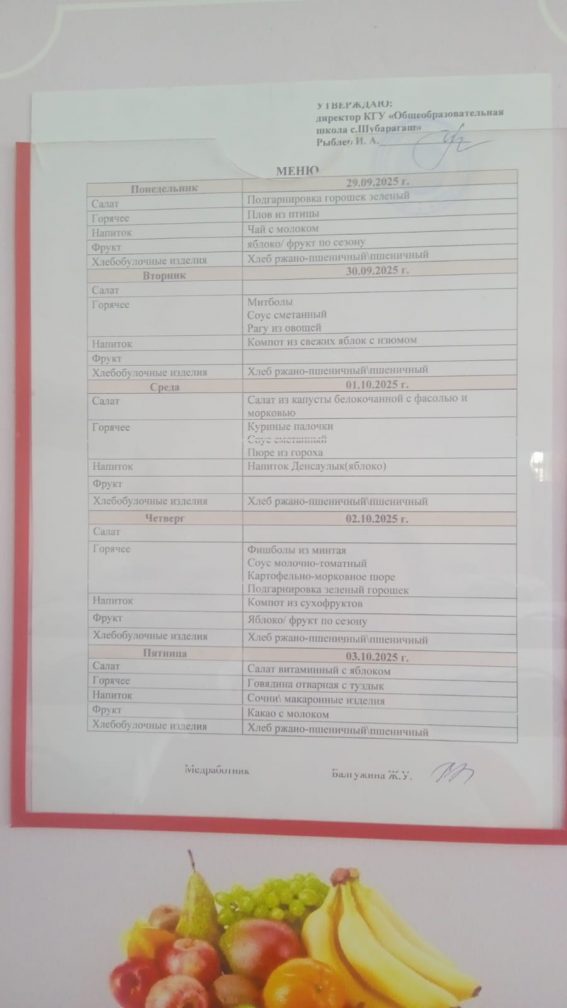 УТВЕРЖДАЮ:
директор КГУ «Общеобразовательная
школа с.Шубарагаш»
Рыблев И. А.
МЕНЮ
Понедельник 29.09.2025 г.
Салат Подгарнировка горошек зеленый
Горячее Плов из птицы
Напиток Чай с молоком
Фрукт яблоко/ фрукт по сезону
Хлебобулочные изделия Хлеб ржано-пшеничный\пшеничный
Вторник 30.09.2025 г.
Салат
Горячее Митболы
Соус сметанный
Рагу из овощей
Напиток Компот из свежих яблок с изюмом
Фрукт
Хлебобулочные изделия Хлеб ржано-пшеничный\пшеничный
Среда 01.10.2025 г.
Салат Салат из капусты белокочанной с фасолью и
морковью
Горячее Куриные палочки
Соус сметанный
Пюре из гороха
Напиток Напиток Денсаулык(яблоко)
Фрукт
Хлебобулочные изделия Хлеб ржано-пшеничный\пшеничный
Четверг 02.10.2025 г.
Салат
Горячее Фишболы из минтая
Соус молочно-томатный
Картофельно-морковное пюре
Подгарнировка зеленый горошек
Напиток Компот из сухофруктов
Фрукт Яблоко/ фрукт по сезону
Хлебобулочные изделия Хлеб ржано-пшеничный\пшеничный
Пятница 03.10.2025 г.
Салат Салат витаминный с яблоком
Горячее Говядина отварная с туздык
Напиток Сочни\ макаронные изделия
Фрукт Какао с молоком
Хлебобулочные изделия Хлеб ржано-пшеничный\пшеничный
Медработник Балтужина Ж.У.